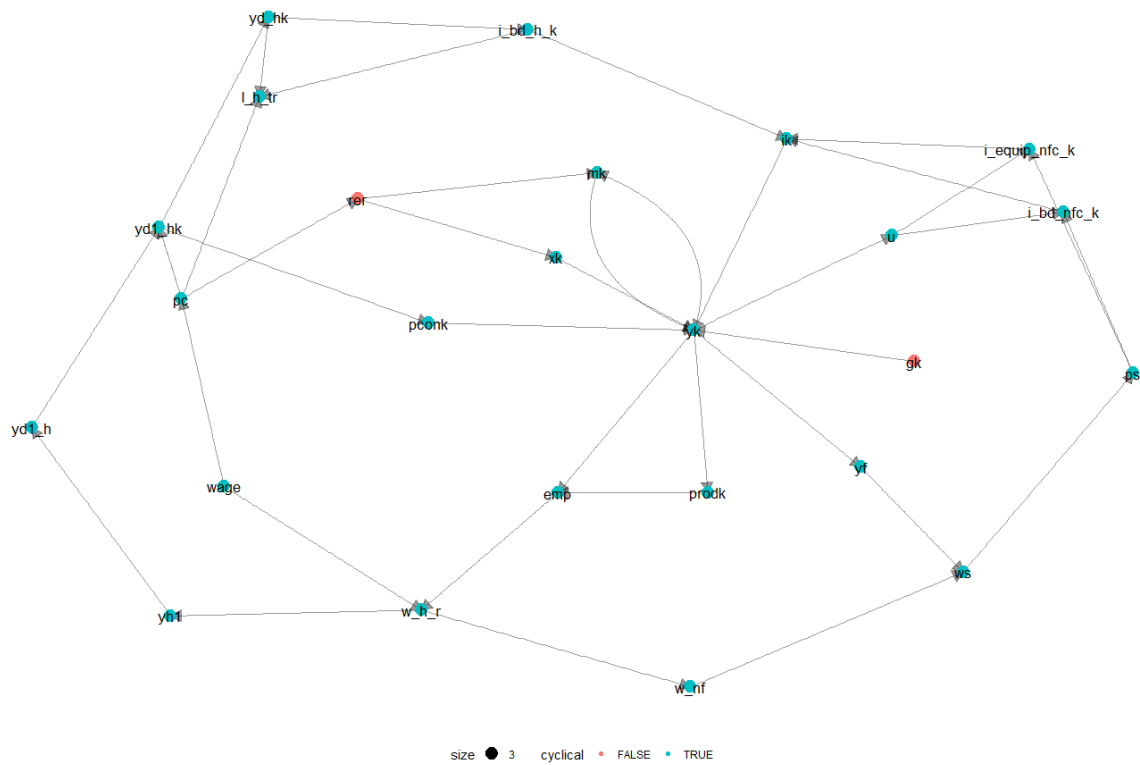 yd_hk
i_bd_h_k
l_h_tr
ik
i_equip_nfc_k
mk
rer
i_bd_nfc_k
yd1_hk
u
xk
pc
pconk
yk
gk
ps
yd1_h
yf
wage
emp
prodk
ws
yh1
w_h_r
w_nf
size 3 cyclical FALSE TRUE